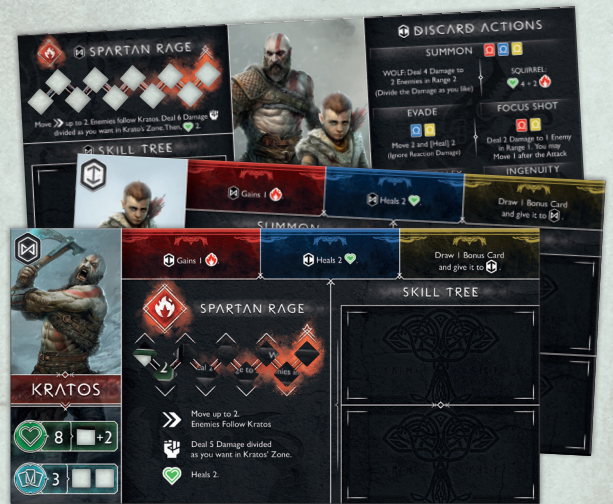 SPARTAN RAGE
Move up to 2. Enemies follow Kratos. Deal 6 Damage
divided as you want in Krato's Zone. Then, 2.
SKILL TREE
DISCARD ACTIONS
SUMMON
WOLF: Deal 4 Damage to
2 Enemies in Range 2
(Divide the Damage as you like)
SQUIRREL:
4 + 2
EVADE
Move 2 and [Heal] 2
(Ignore Reaction Damage)
FOCUS SHOT
Deal 2 Damage to 1 Enemy
in Range 1. You may
Move 1 after the Attack
INGENUITY
Gains 1
Heals 2
Draw 1 Bonus Card
and give it to .
SUMMON
Gains 1
Heals 2
Draw 1 Bonus Card
and give it to .
KRATOS
8 +2
3
SPARTAN RAGE
Move up to 2.
Enemies Follow Kratos
Deal 5 Damage divided
as you want in Kratos' Zone.
Heals 2.
SKILL TREE